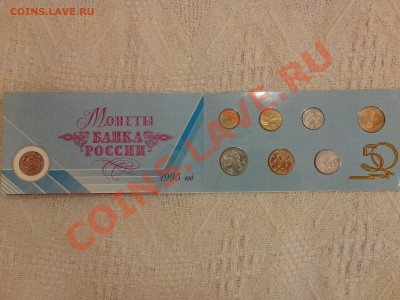 COINS.LAVE.RU
МОНЕТЫ
БАНКА
РОССИИ
1995 год
50
COINS.LAVE.RU